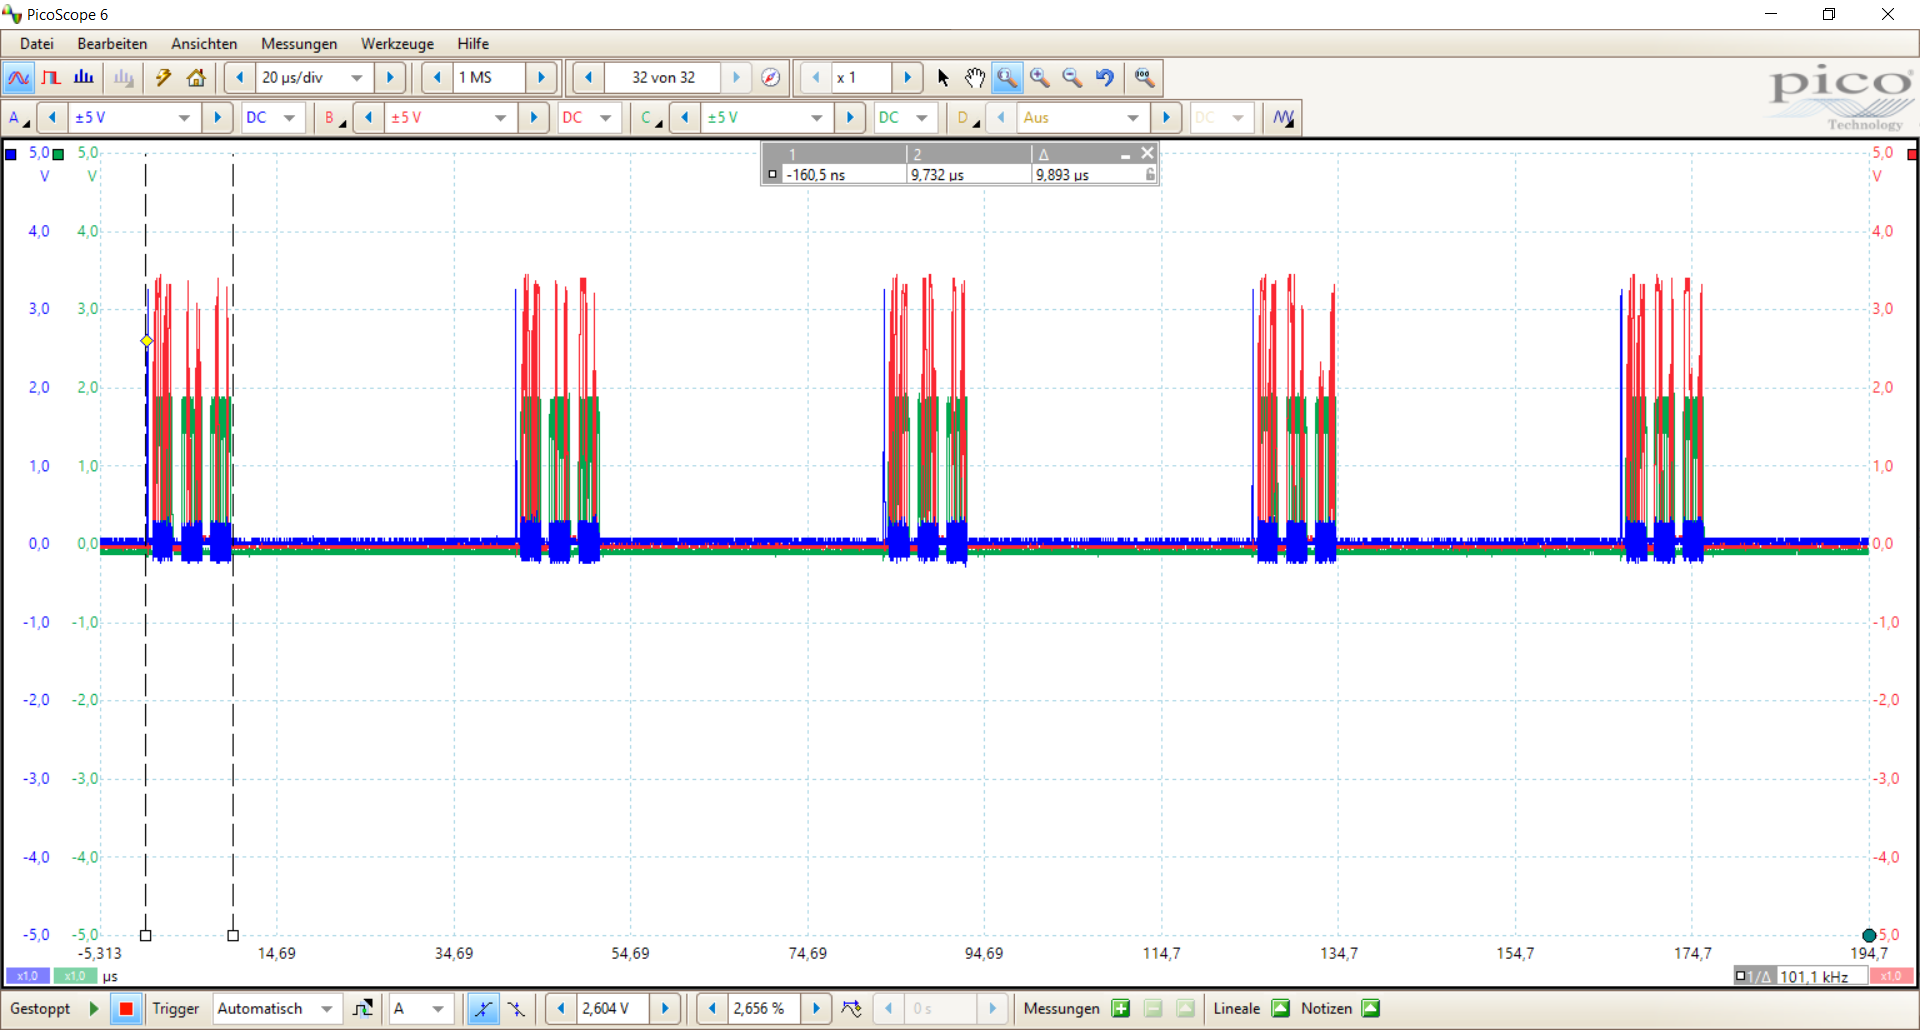 PicoScope 6
Datei Bearbeiten Ansichten Messungen Werkzeuge Hilfe
20 µs/div 1 MS 32 von 32 x 1
pico
Technology
A ±5 V DC B ±5 V DC C ±5 V DC D Aus DC
1 2 Δ
-160,5 ns 9,732 µs 9,893 µs
5,0 5,0 5,0
V V V
4,0 4,0 4,0
3,0 3,0 3,0
2,0 2,0 2,0
1,0 1,0 1,0
0,0 0,0 0,0
-1,0 -1,0 -1,0
-2,0 -2,0 -2,0
-3,0 -3,0 -3,0
-4,0 -4,0 -4,0
-5,0 -5,0 5,0
-5,313 14,69 34,69 54,69 74,69 94,69 114,7 134,7 154,7 174,7 194,7
x1,0 x1,0 µs 1/Δ 101,1 kHz x1,0
Gestoppt Trigger Automatisch A 2,604 V 2,656 % 0 s Messungen Lineale Notizen